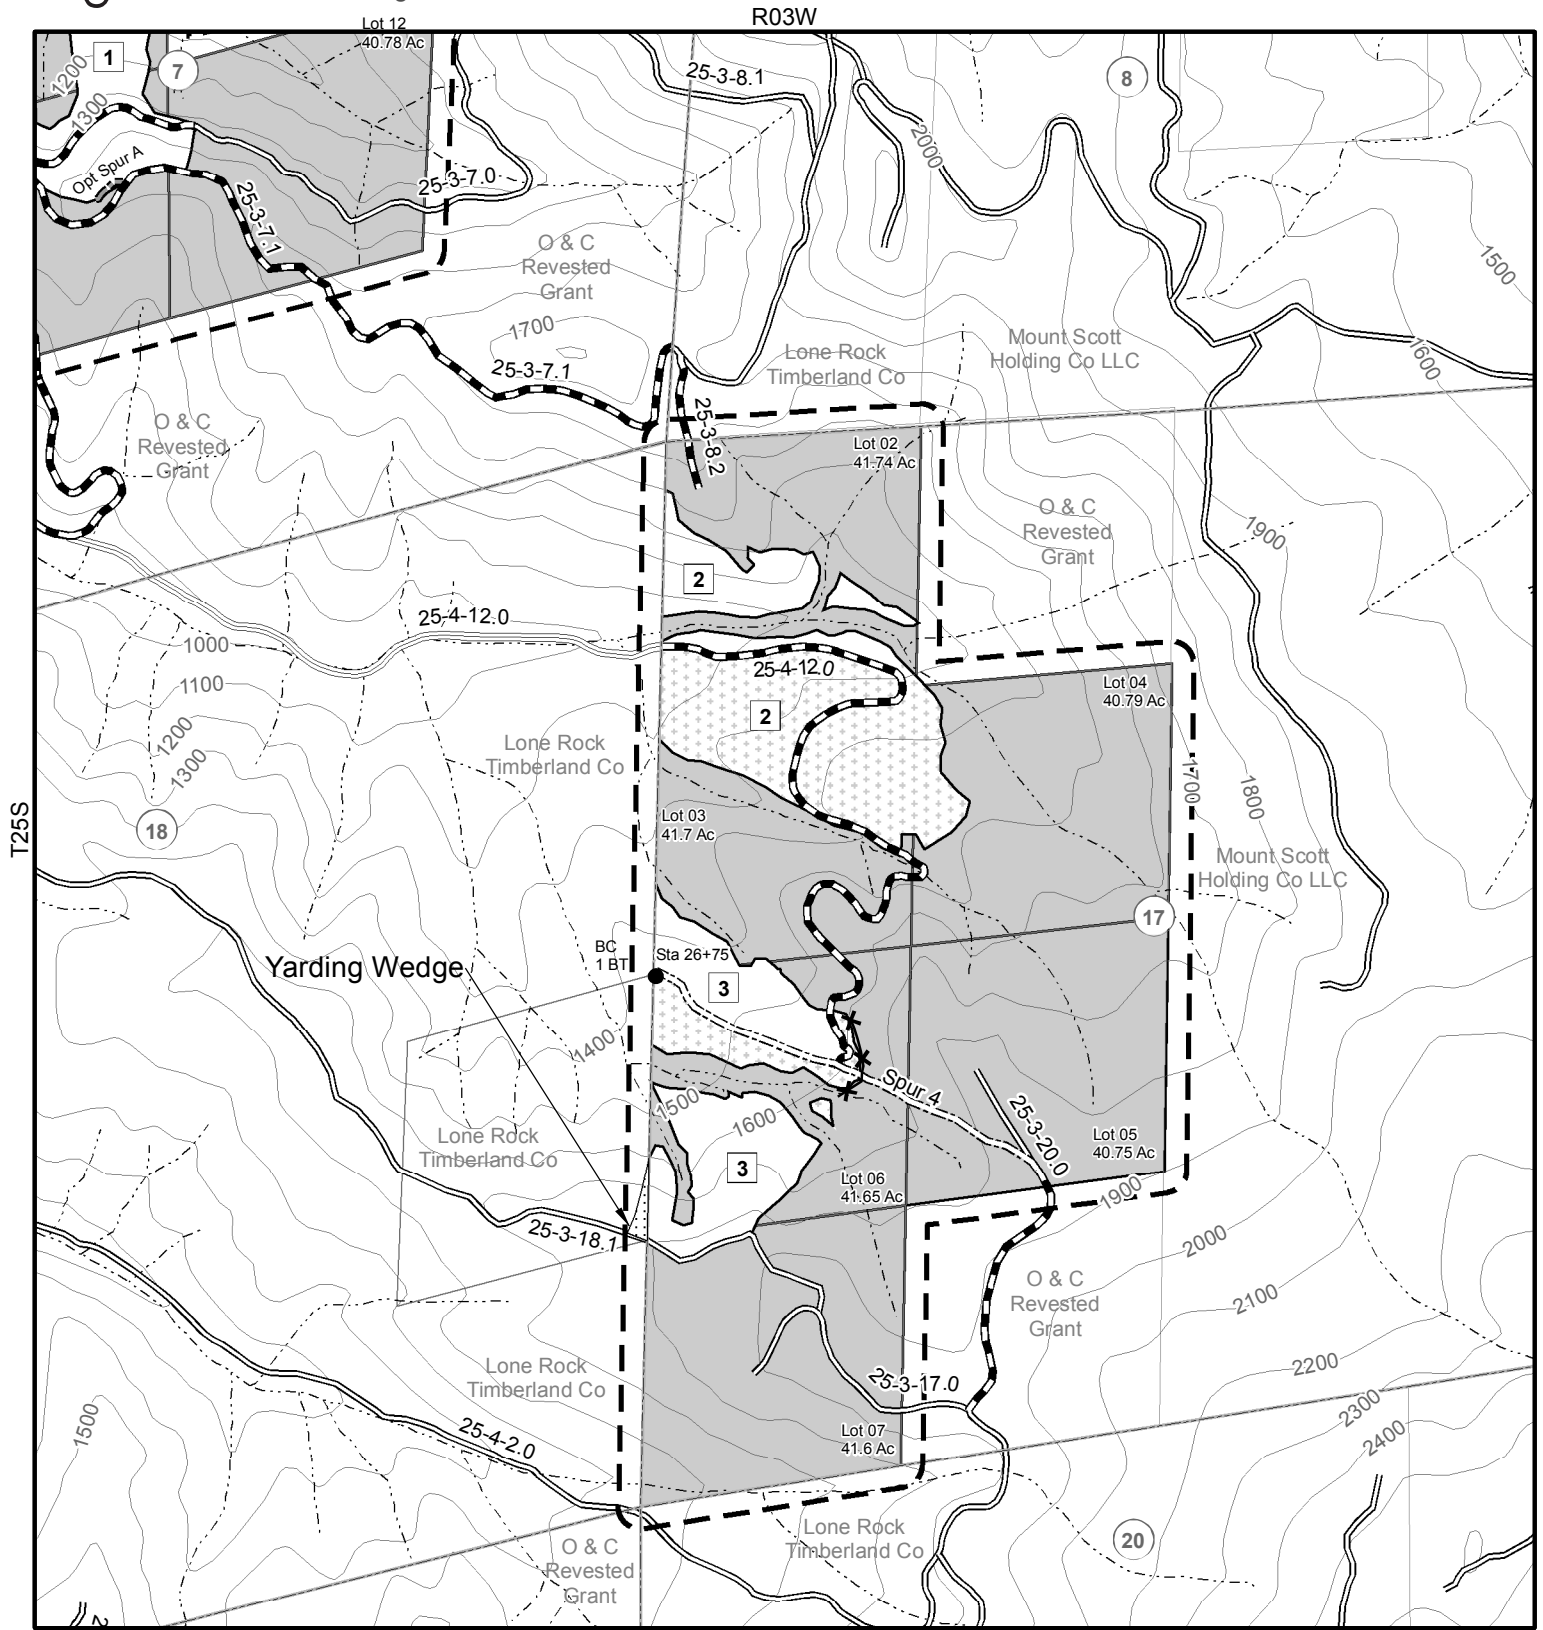 R03W
Lot 12
40.78 Ac
1
7
1200
1300
Opt Spur A
25-3-7.0
25-3-7.1
25-3-8.1
8
2000
O & C
Revested
Grant
1700
25-3-7.1
1500
Mount Scott
Holding Co LLC
Lone Rock
Timberland Co
1600
O & C
Revested
Grant
25-3-8.2
Lot 02
41.74 Ac
O & C
Revested
Grant
1900
2
25-4-12.0
1000
25-4-12.0
1100
Lot 04
40.79 Ac
2
1200
1300
Lone Rock
Timberland Co
1700
1800
T25S
18
Lot 03
41.7 Ac
Mount Scott
Holding Co LLC
17
BC
1 BT
Sta 26+75
Yarding Wedge
3
1400
Spur 4
1500
1600
25-3-20.0
Lone Rock
Timberland Co
Lot 05
40.75 Ac
3
Lot 06
41.65 Ac
1900
25-3-18.1
2000
O & C
Revested
Grant
2100
Lone Rock
Timberland Co
2200
25-3-17.0
2300
1500
25-4-2.0
Lot 07
41.6 Ac
2400
Lone Rock
Timberland Co
20
O & C
Revested
Grant